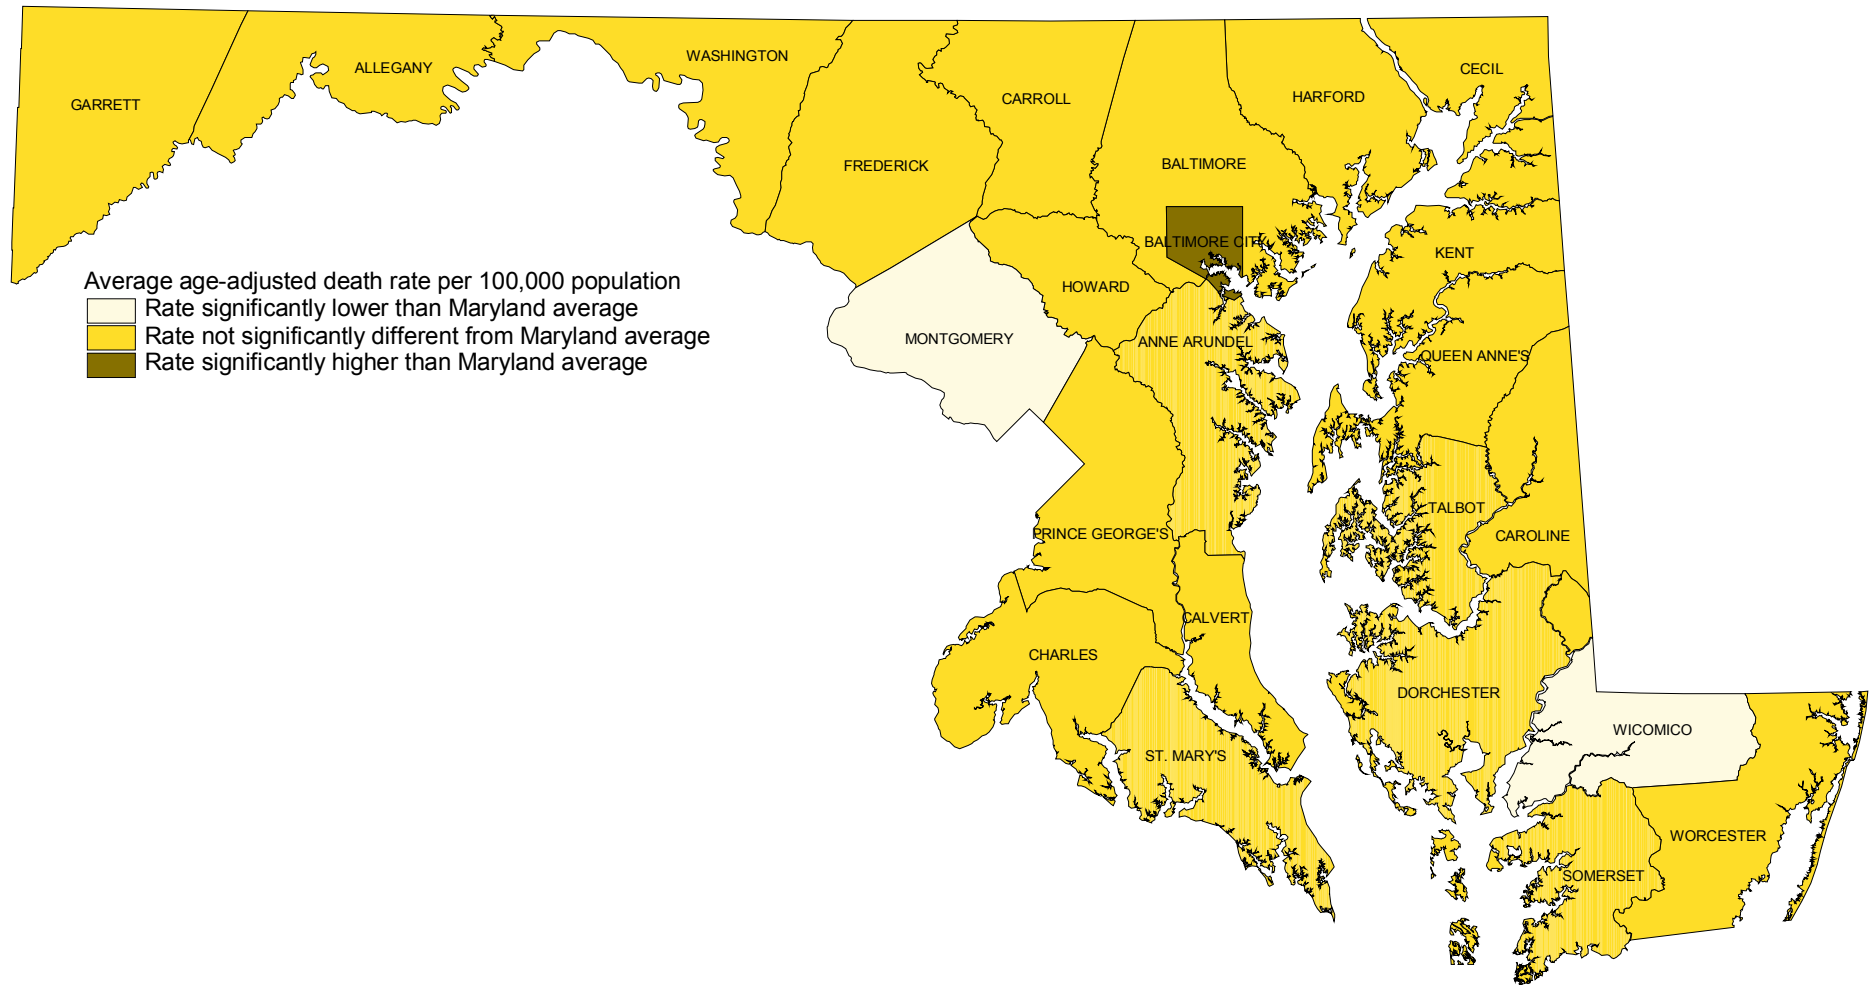 WASHINGTON
ALLEGANY
CECIL
GARRETT
CARROLL
HARFORD
FREDERICK
BALTIMORE
BALTIMORE CITY
KENT
Average age-adjusted death rate per 100,000 population
Rate significantly lower than Maryland average
Rate not significantly different from Maryland average
Rate significantly higher than Maryland average
HOWARD
MONTGOMERY
ANNE ARUNDEL
QUEEN ANNE'S
TALBOT
PRINCE GEORGE'S
CAROLINE
CALVERT
CHARLES
DORCHESTER
WICOMICO
ST. MARY'S
WORCESTER
SOMERSET